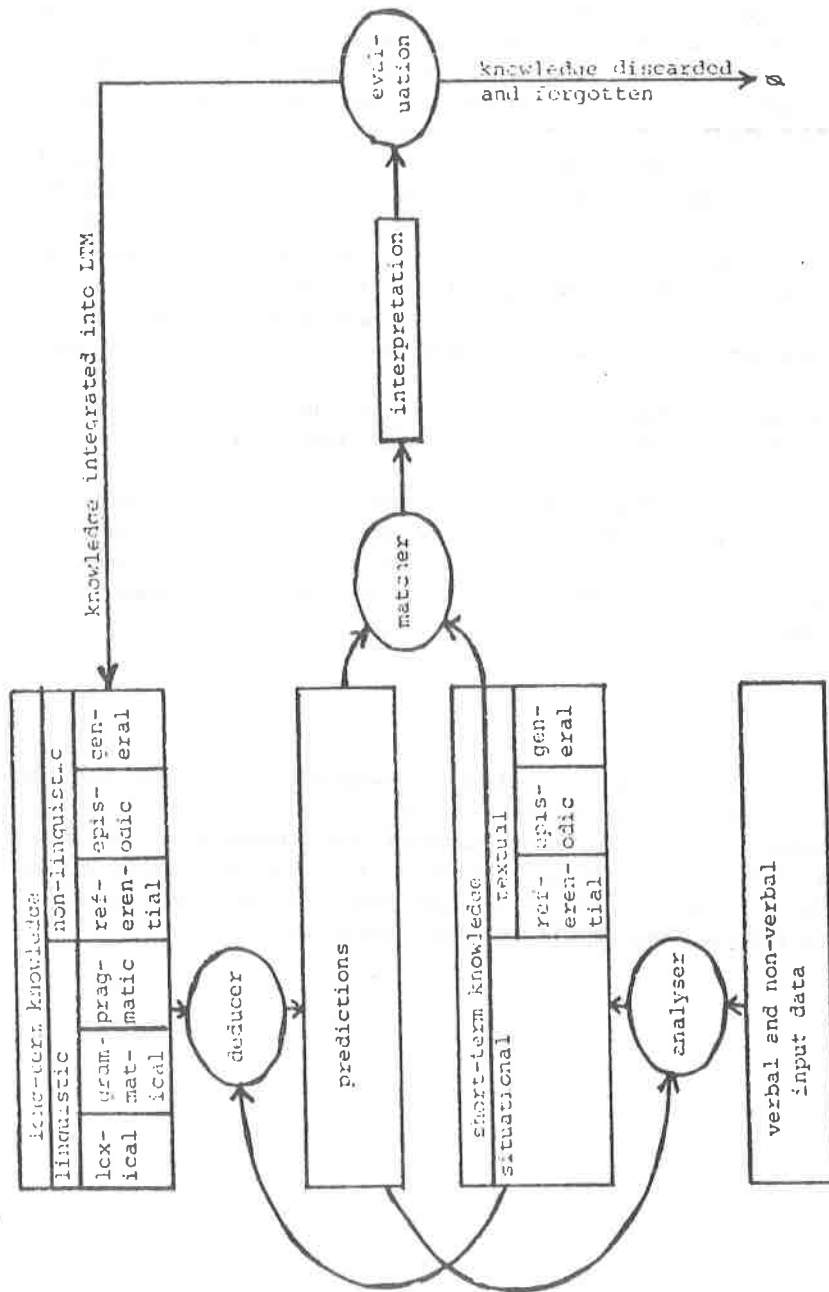 long-term knowledge
linguistic
non-linguistic
lex-
ical
gram-
mat-
ical
prag-
matic
ref-
eren-
tial
epis-
odic
gen-
eral
knowledge integrated into LTM
deducer
predictions
matcher
interpretation
eval-
uation
knowledge discarded
and forgotten
ø
short-term knowledge
situational
textual
ref-
eren-
tial
epis-
odic
gen-
eral
analyser
verbal and non-verbal
input data